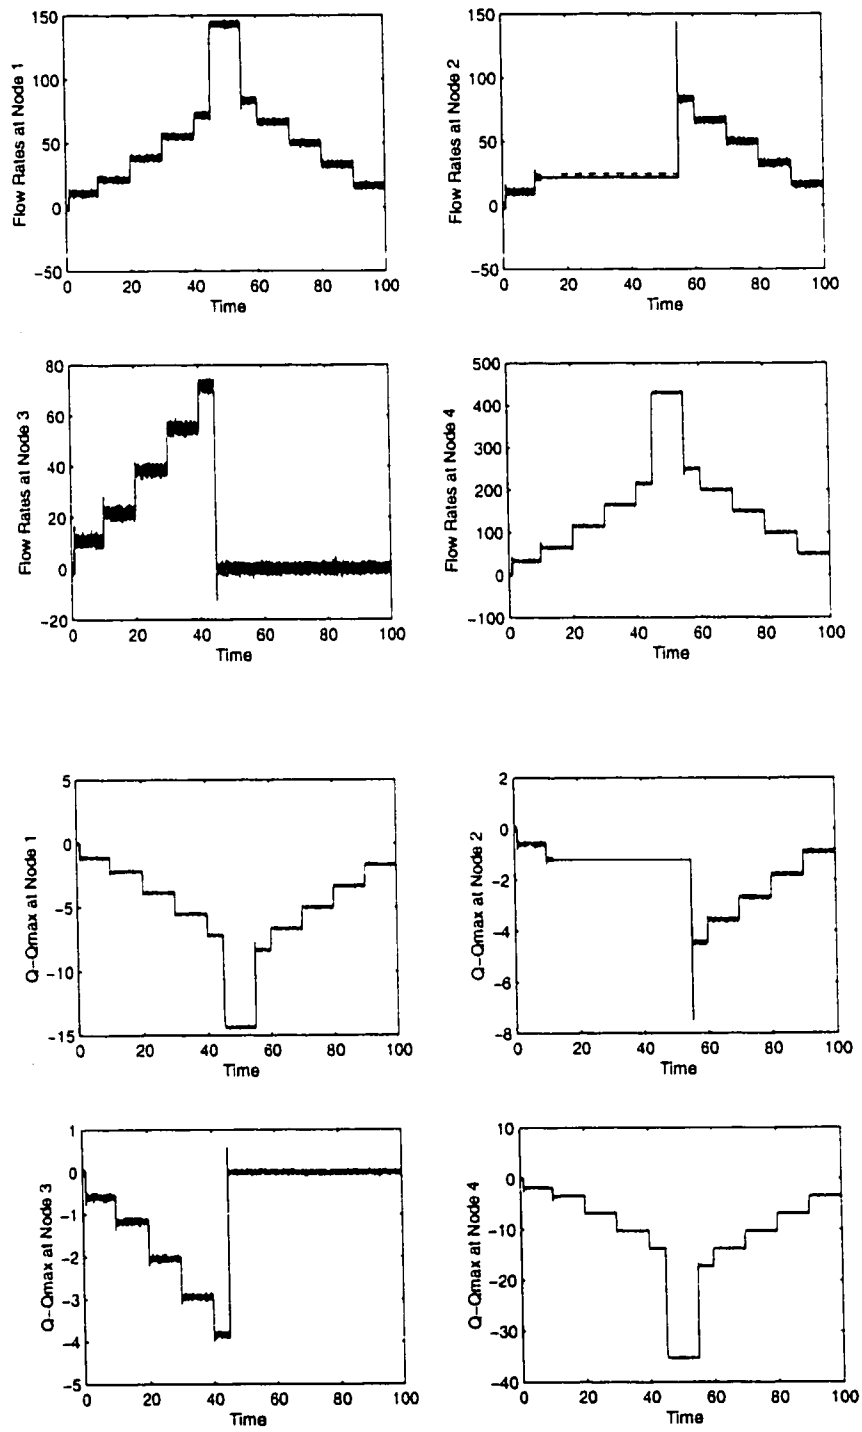 150
100
50
0
−50
Flow Rates at Node 1
0 20 40 60 80 100
Time
150
100
50
0
−50
Flow Rates at Node 2
0 20 40 60 80 100
Time
80
60
40
20
0
−20
Flow Rates at Node 3
0 20 40 60 80 100
Time
500
400
300
200
100
0
−100
Flow Rates at Node 4
0 20 40 60 80 100
Time
5
0
−5
−10
−15
Q−Qmax at Node 1
0 20 40 60 80 100
Time
2
0
−2
−4
−6
−8
Q−Qmax at Node 2
0 20 40 60 80 100
Time
1
0
−1
−2
−3
−4
−5
Q−Qmax at Node 3
0 20 40 60 80 100
Time
10
0
−10
−20
−30
−40
Q−Qmax at Node 4
0 20 40 60 80 100
Time